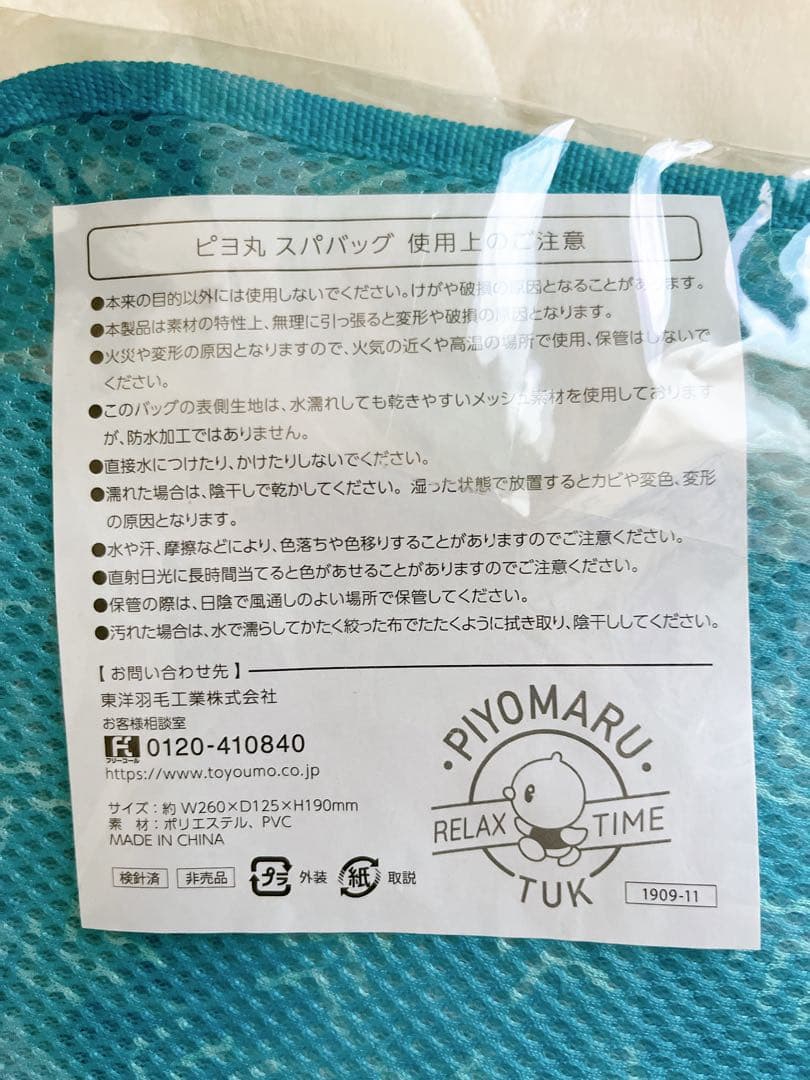 ピヨ丸 スパバッグ 使用上のご注意
●本来の目的以外には使用しないでください。けがや破損の原因となることがあります。
●本製品は素材の特性上、無理に引っ張ると変形や破損の原因となります。
●火災や変形の原因となりますので、火気の近くや高温の場所で使用、保管はしないで
ください。
●このバッグの表側生地は、水濡れしても乾きやすいメッシュ素材を使用しております
が、防水加工ではありません。
●直接水につけたり、かけたりしないでください。
●濡れた場合は、陰干しで乾かしてください。 湿った状態で放置するとカビや変色、変形
の原因となります。
●水や汗、摩擦などにより、色落ちや色移りすることがありますのでご注意ください。
●直射日光に長時間当てると色があせることがありますのでご注意ください。
●保管の際は、日陰で風通しのよい場所で保管してください。
●汚れた場合は、水で濡らしてかたく絞った布でたたくように拭き取り、陰干ししてください。
【 お問い合わせ先 】
東洋羽毛工業株式会社
お客様相談室
フリーコール 0120-410840
https://www.toyoumo.co.jp
サイズ：約 W260×D125×H190mm
素　材：ポリエステル、PVC
MADE IN CHINA
検針済 非売品 プラ 外装 紙 取説
・PIYOMARU・
RELAX TIME
TUK
1909-11